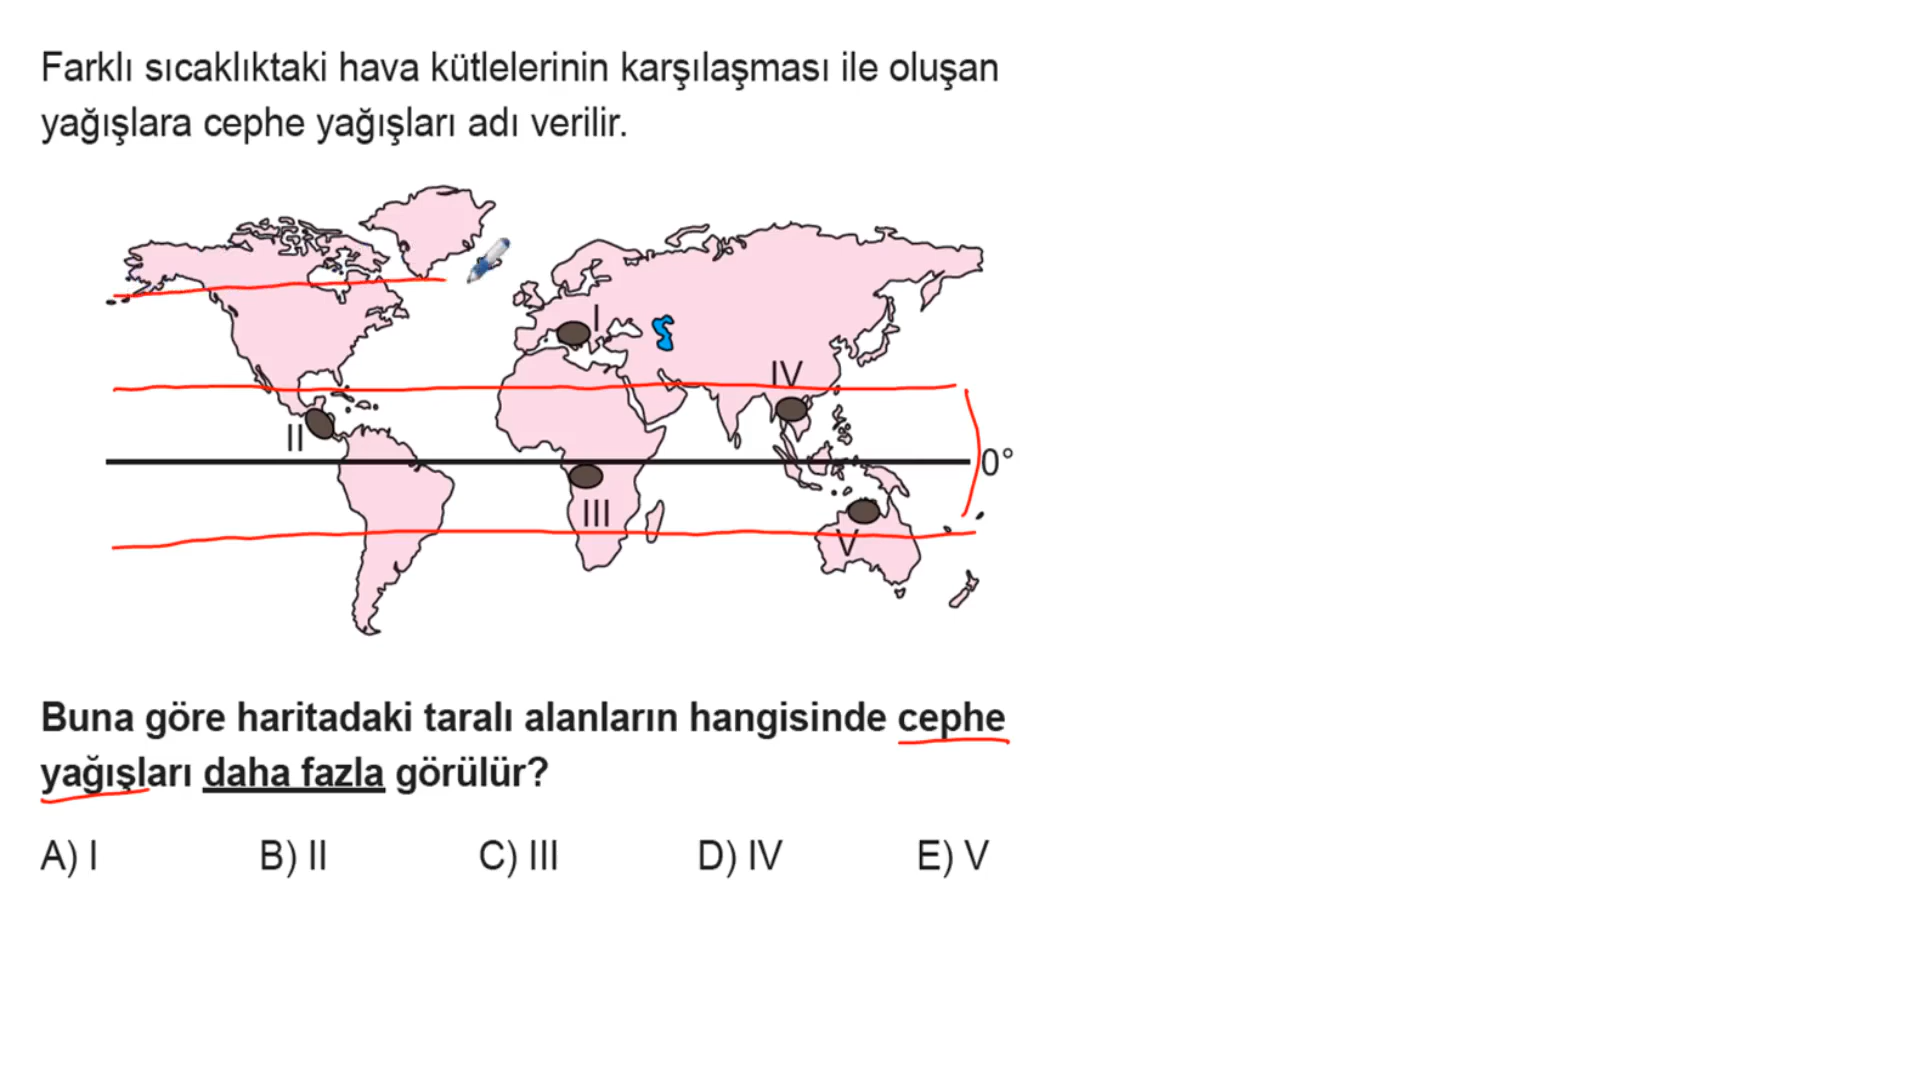 Farklı sıcaklıktaki hava kütlelerinin karşılaşması ile oluşan
yağışlara cephe yağışları adı verilir.
I
IV
II
0°
III
V
Buna göre haritadaki taralı alanların hangisinde cephe
yağışları daha fazla görülür?
A) I B) II C) III D) IV E) V